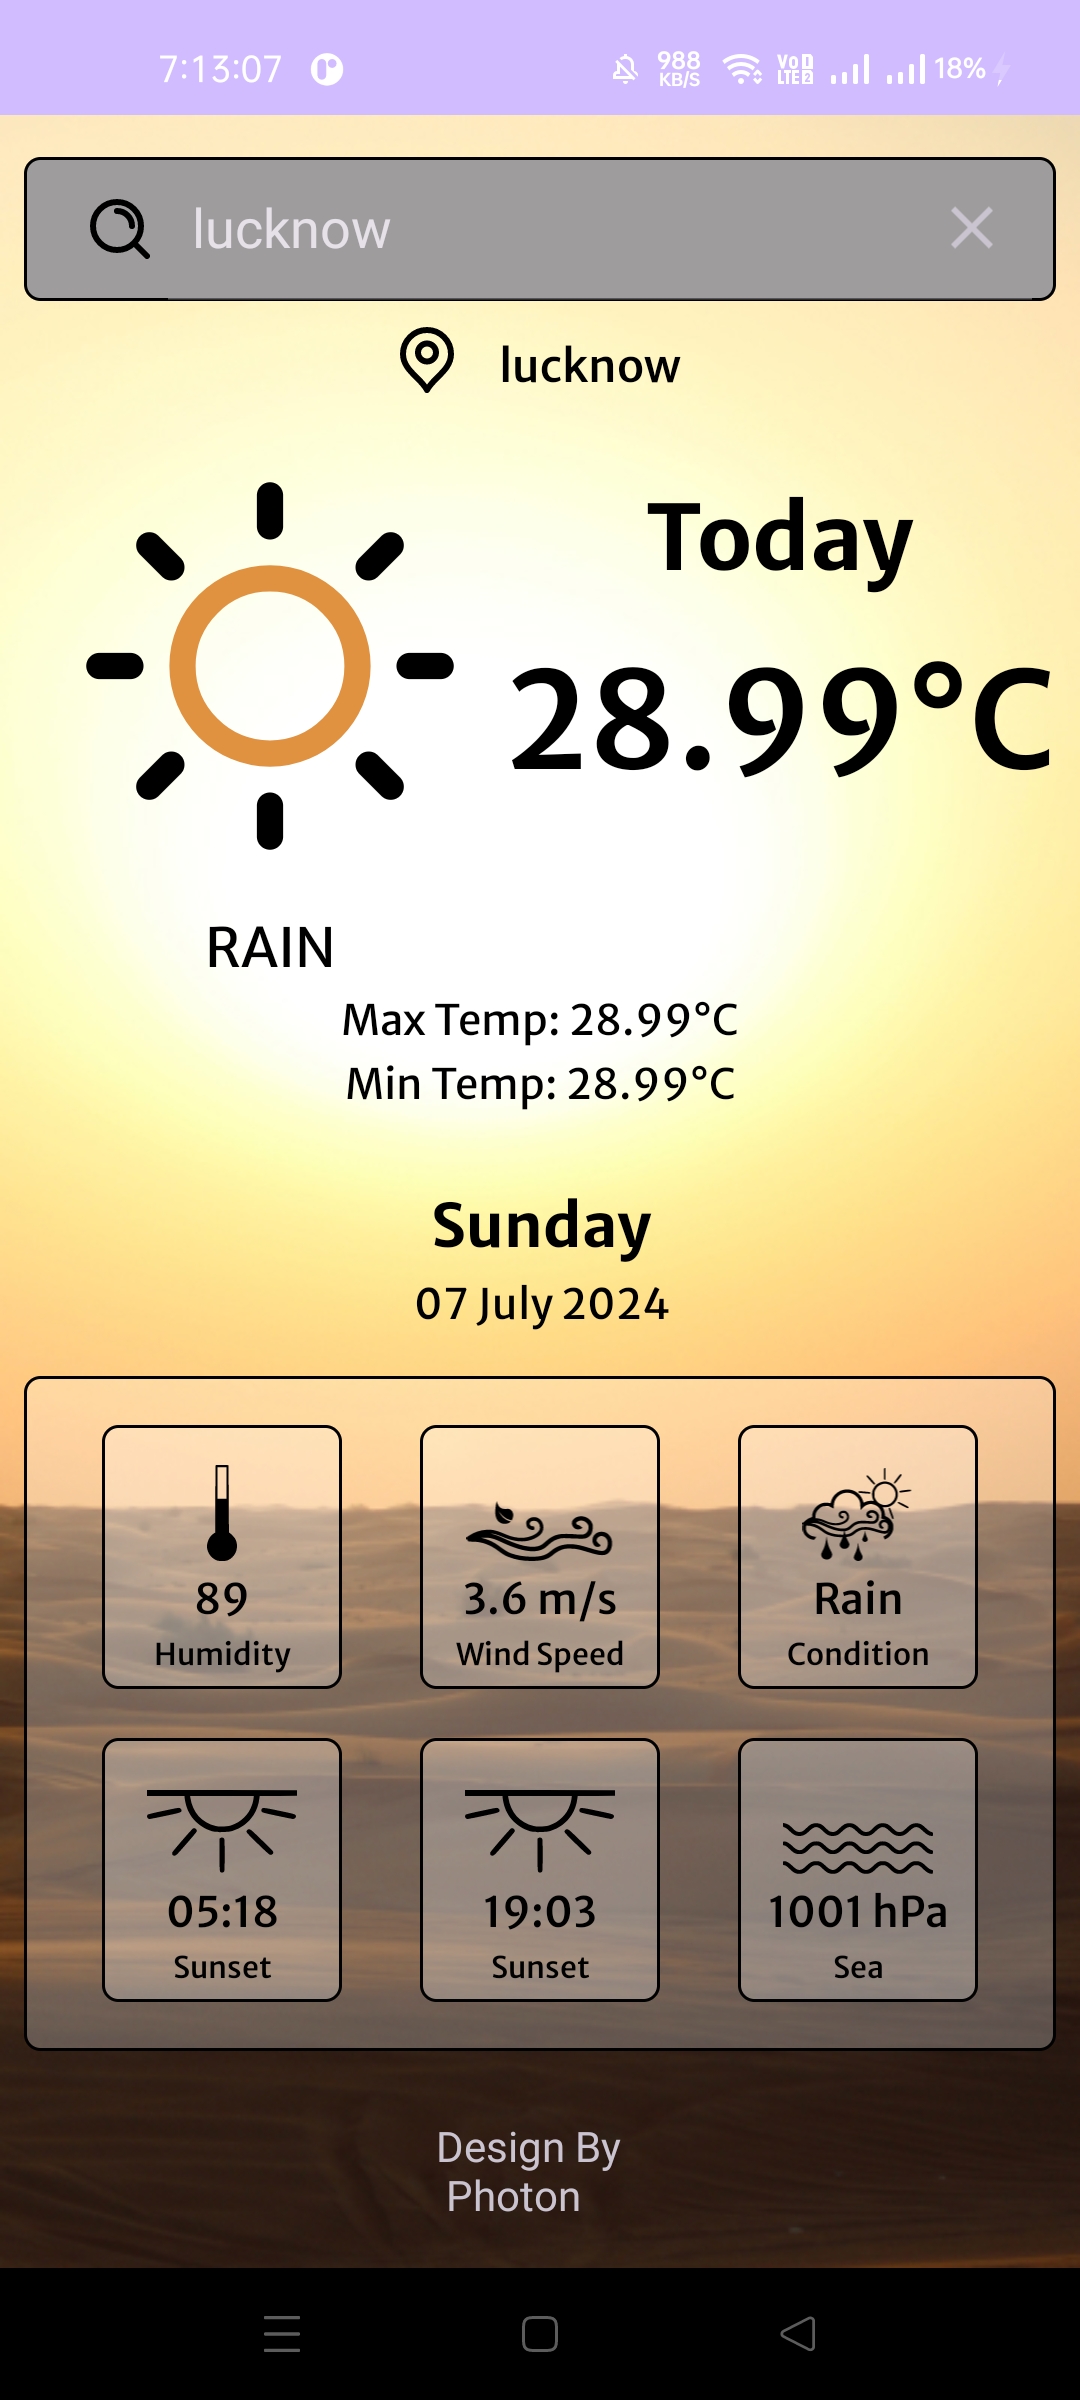 7:13:07 988 KB/S VoD LTE2 18%
lucknow
lucknow
Today
28.99°C
RAIN
Max Temp: 28.99°C
Min Temp: 28.99°C
Sunday
07 July 2024
89 3.6 m/s Rain
Humidity Wind Speed Condition
05:18 19:03 1001 hPa
Sunset Sunset Sea
Design By
Photon